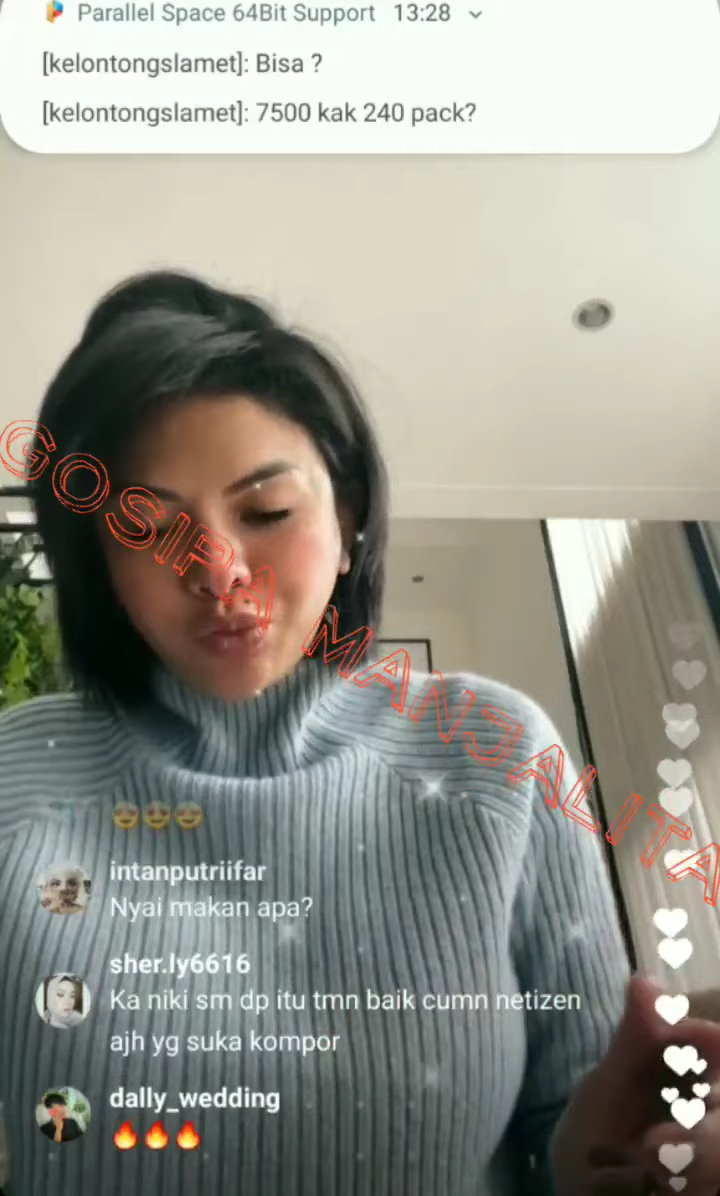 Parallel Space 64Bit Support 13:28
[kelontongslamet]: Bisa ?
[kelontongslamet]: 7500 kak 240 pack?
GOSIPA MANJALITA
intanputriifar
Nyai makan apa?
sher.ly6616
Ka niki sm dp itu tmn baik cumn netizen
ajh yg suka kompor
dally_wedding